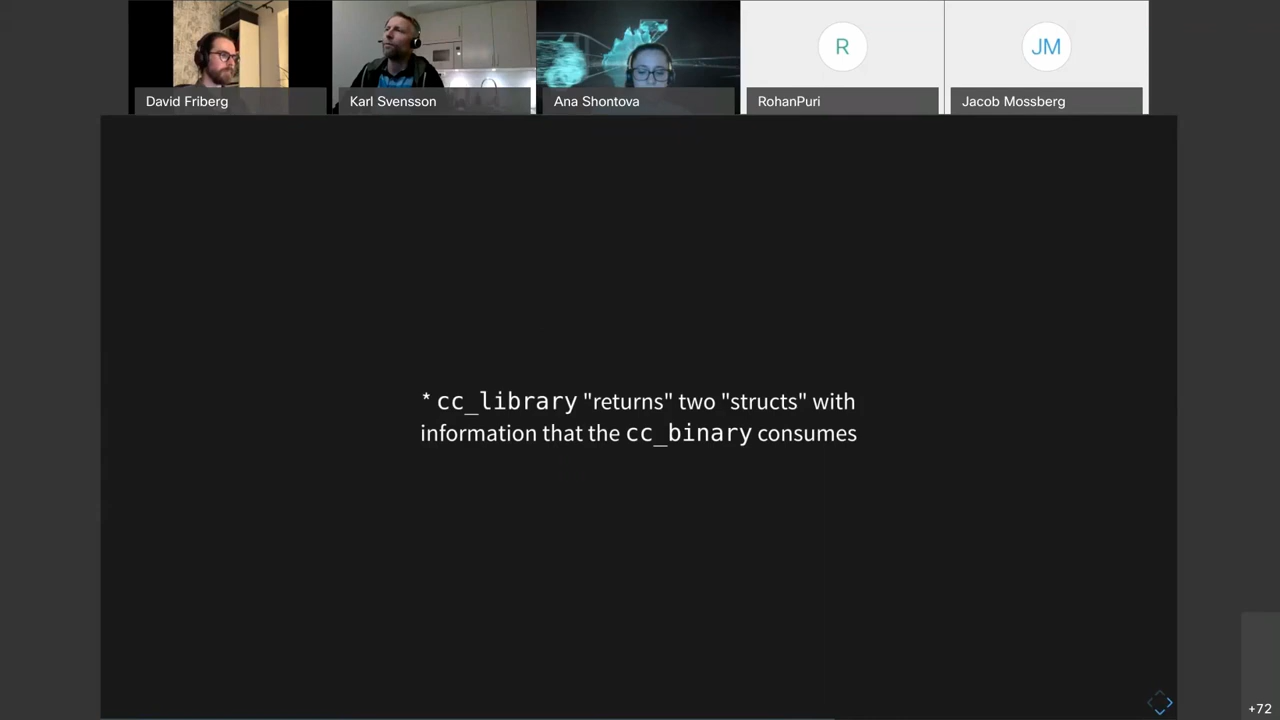 R
JM
David Friberg
Karl Svensson
Ana Shontova
RohanPuri
Jacob Mossberg
* cc_library "returns" two "structs" with
information that the cc_binary consumes
+72